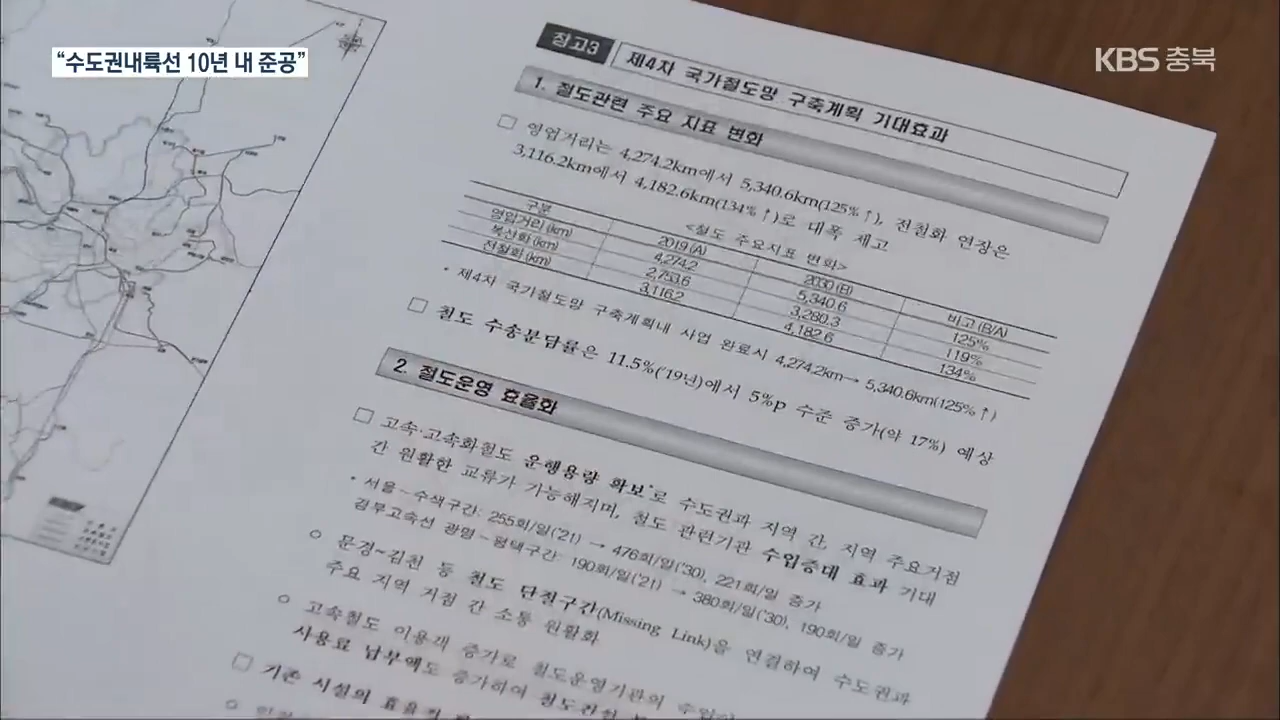 “수도권내륙선 10년 내 준공”
KBS 충북
참고3
제4차 국가철도망 구축계획 기대효과
1. 철도관련 주요 지표 변화
□ 영업거리는 4,274.2km에서 5,340.6km(125%↑), 전철화 연장은
3,116.2km에서 4,182.6km(134%↑)로 대폭 제고
<철도 주요지표 변화>
구분 2019 (A) 2030 (B) 비고 (B/A)
영업거리 (km) 4,274.2 5,340.6 125%
복선화 (km) 2,753.6 3,280.3 119%
전철화 (km) 3,116.2 4,182.6 134%
* 제4차 국가철도망 구축계획내 사업 완료시 4,274.2km→ 5,340.6km(125%↑)
□ 철도 수송분담률은 11.5%('19년)에서 5%p 수준 증가(약 17%) 예상
2. 철도운영 효율화
□ 고속·고속화철도 운행용량 확보*로 수도권과 지역 간, 지역 주요거점
간 원활한 교류가 가능해지며, 철도 관련기관 수입증대 효과 기대
* 서울~수색구간: 255회/일('21) → 476회/일('30), 221회/일 증가
경부고속선 광명~평택구간: 190회/일('21) → 380회/일('30), 190회/일 증가
○ 문경~김천 등 철도 단절구간(Missing Link)을 연결하여 수도권과
주요 지역 거점 간 소통 원활화
○ 고속철도 이용객 증가로 철도운영기관의 수입이
사용료 납부액도 증가하여 철도건설
□ 기존 시설의 효율적